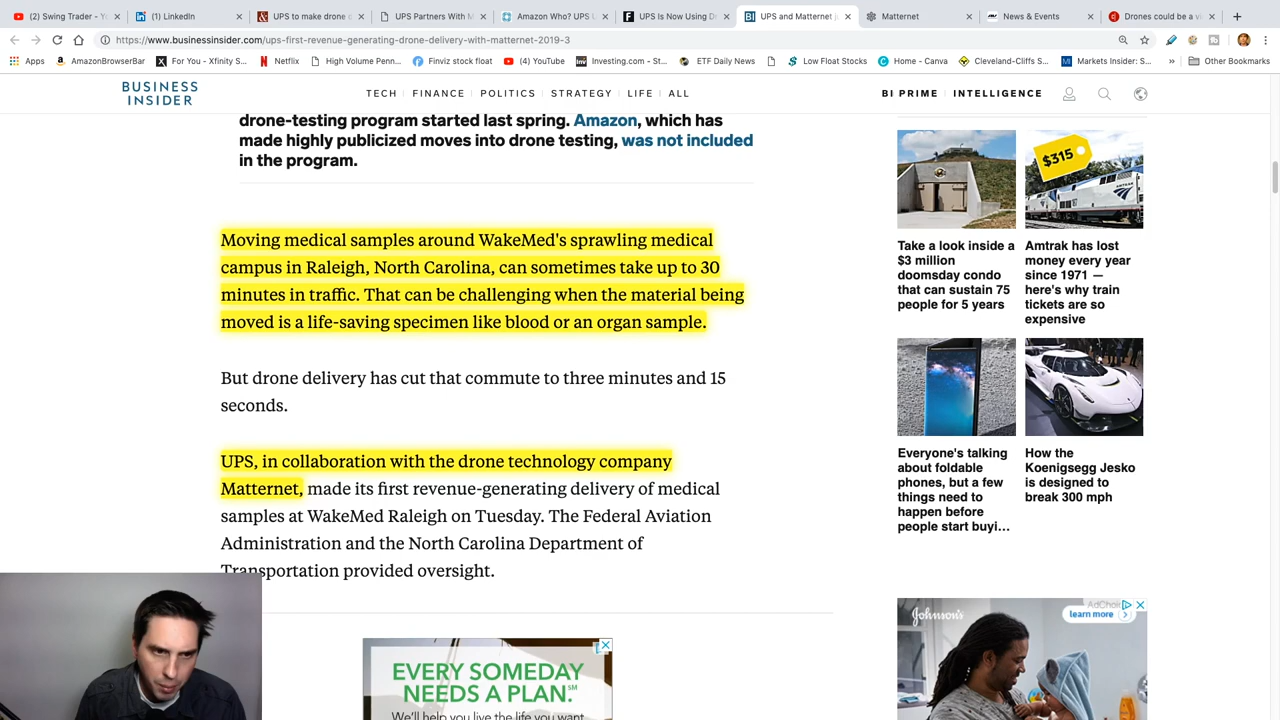 (2) Swing Trader - Y
LinkedIn
UPS to make drone d
UPS Partners With M
Amazon Who? UPS U
UPS Is Now Using D
UPS and Matternet j
Matternet
News & Events
Drones could be a vi
https://www.businessinsider.com/ups-first-revenue-generating-drone-delivery-with-matternet-2019-3
Apps
AmazonBrowserBar
For You - Xfinity S...
Netflix
High Volume Penn...
Finviz stock float
(4) YouTube
Investing.com - St...
ETF Daily News
Low Float Stocks
Home - Canva
Cleveland-Cliffs S...
Markets Insider: S...
»
Other Bookmarks
BUSINESS
INSIDER
TECH | FINANCE | POLITICS | STRATEGY | LIFE | ALL
BI PRIME | INTELLIGENCE
drone-testing program started last spring. Amazon, which has
made highly publicized moves into drone testing, was not included
in the program.
Moving medical samples around WakeMed's sprawling medical
campus in Raleigh, North Carolina, can sometimes take up to 30
minutes in traffic. That can be challenging when the material being
moved is a life-saving specimen like blood or an organ sample.
But drone delivery has cut that commute to three minutes and 15
seconds.
UPS, in collaboration with the drone technology company
Matternet, made its first revenue-generating delivery of medical
samples at WakeMed Raleigh on Tuesday. The Federal Aviation
Administration and the North Carolina Department of
Transportation provided oversight.
EVERY SOMEDAY
NEEDS A PLAN.℠
We'll help you live the life you want
$315
Take a look inside a
$3 million
doomsday condo
that can sustain 75
people for 5 years
Amtrak has lost
money every year
since 1971 —
here's why train
tickets are so
expensive
Everyone's talking
about foldable
phones, but a few
things need to
happen before
people start buyi...
How the
Koenigsegg Jesko
is designed to
break 300 mph
Johnson's
AdChoic
learn more